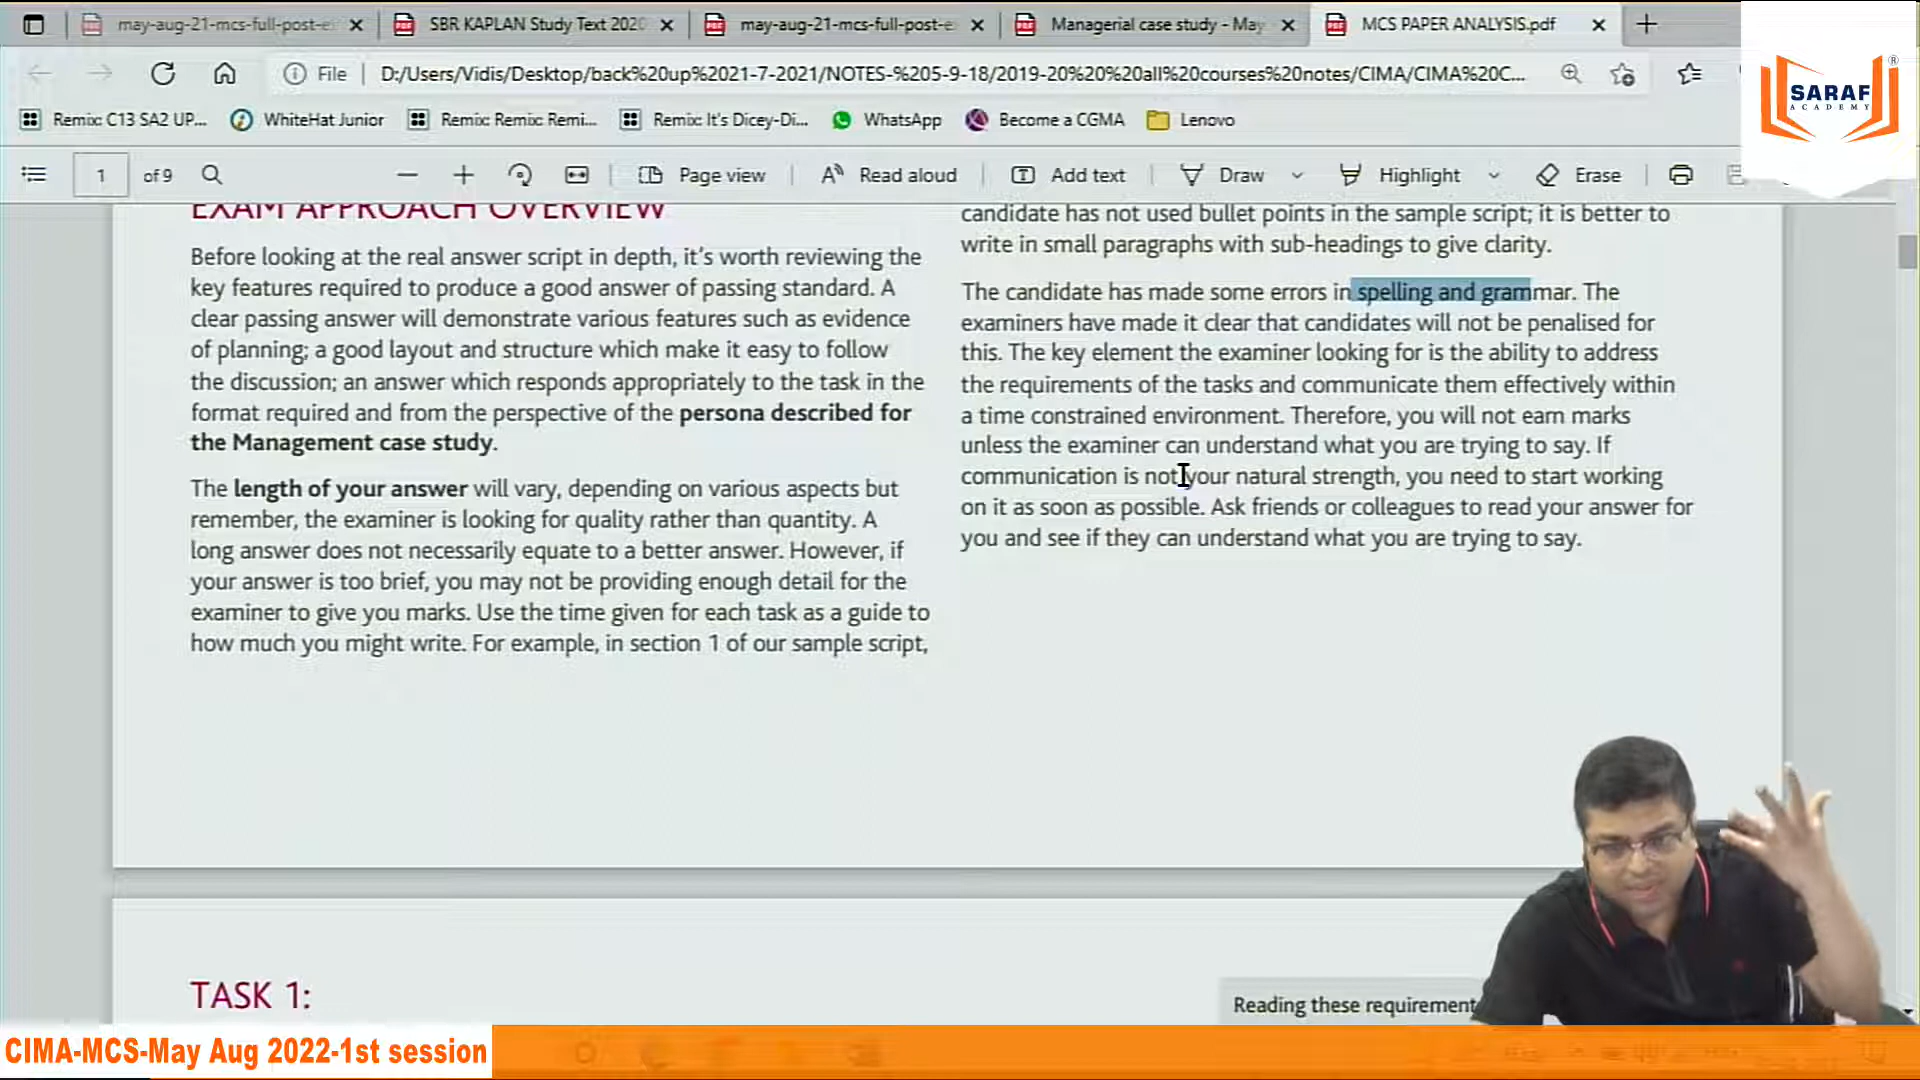 may-aug-21-mcs-full-post-e
SBR KAPLAN Study Text 2020
may-aug-21-mcs-full-post-e
Managerial case study - May
MCS PAPER ANALYSIS.pdf
File
D:/Users/Vidis/Desktop/back%20up%2021-7-2021/NOTES-%205-9-18/2019-20%20%20all%20courses%20notes/CIMA/CIMA%20C...
SARAF
ACADEMY
®
Remix: C13 SA2 UP...
WhiteHat Junior
Remix: Remix Remi...
Remix: It's Dicey-Di...
WhatsApp
Become a CGMA
Lenovo
1 of 9
Page view
Read aloud
Add text
Draw
Highlight
Erase
EXAM APPROACH OVERVIEW
Before looking at the real answer script in depth, it's worth reviewing the
key features required to produce a good answer of passing standard. A
clear passing answer will demonstrate various features such as evidence
of planning; a good layout and structure which make it easy to follow
the discussion; an answer which responds appropriately to the task in the
format required and from the perspective of the persona described for
the Management case study.
The length of your answer will vary, depending on various aspects but
remember, the examiner is looking for quality rather than quantity. A
long answer does not necessarily equate to a better answer. However, if
your answer is too brief, you may not be providing enough detail for the
examiner to give you marks. Use the time given for each task as a guide to
how much you might write. For example, in section 1 of our sample script,
candidate has not used bullet points in the sample script; it is better to
write in small paragraphs with sub-headings to give clarity.
The candidate has made some errors in spelling and grammar. The
examiners have made it clear that candidates will not be penalised for
this. The key element the examiner looking for is the ability to address
the requirements of the tasks and communicate them effectively within
a time constrained environment. Therefore, you will not earn marks
unless the examiner can understand what you are trying to say. If
communication is not your natural strength, you need to start working
on it as soon as possible. Ask friends or colleagues to read your answer for
you and see if they can understand what you are trying to say.
TASK 1:
Reading these requirement
CIMA-MCS-May Aug 2022-1st session